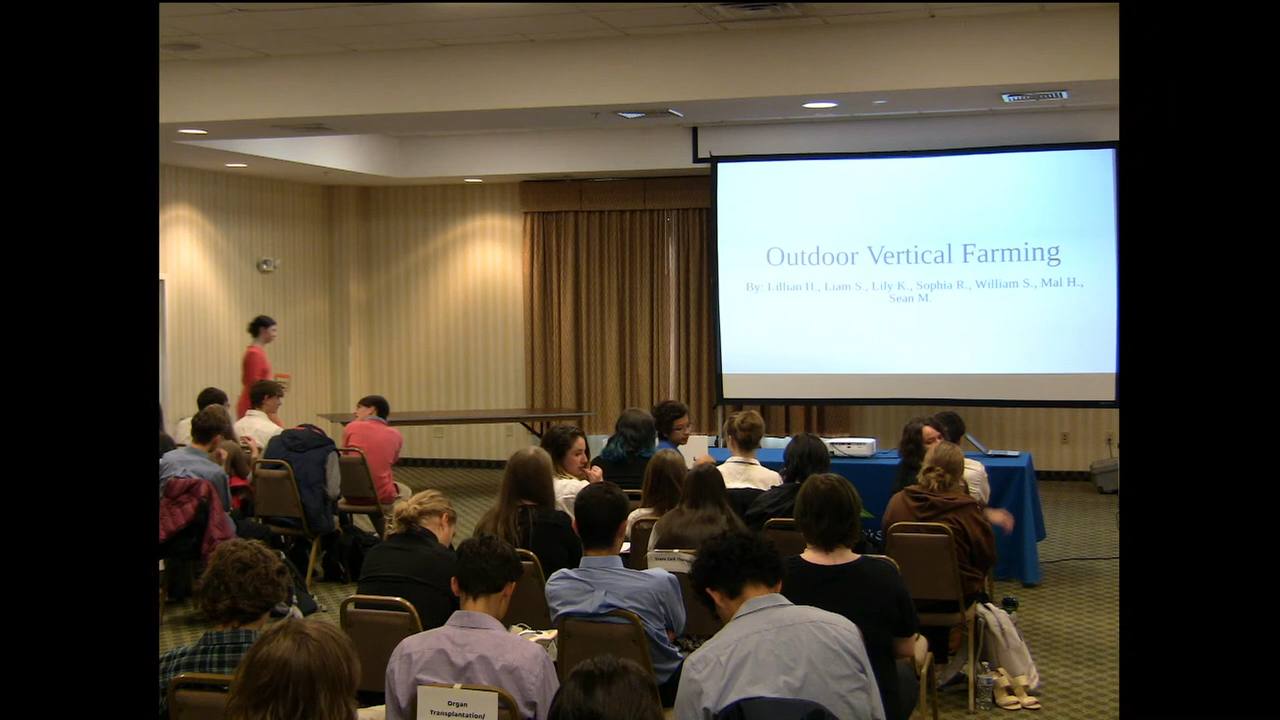 Outdoor Vertical Farming
By: Lillian H., Liam S., Lily K., Sophia R., William S., Mal H.,
Sean M.
Organ
Transplantation/